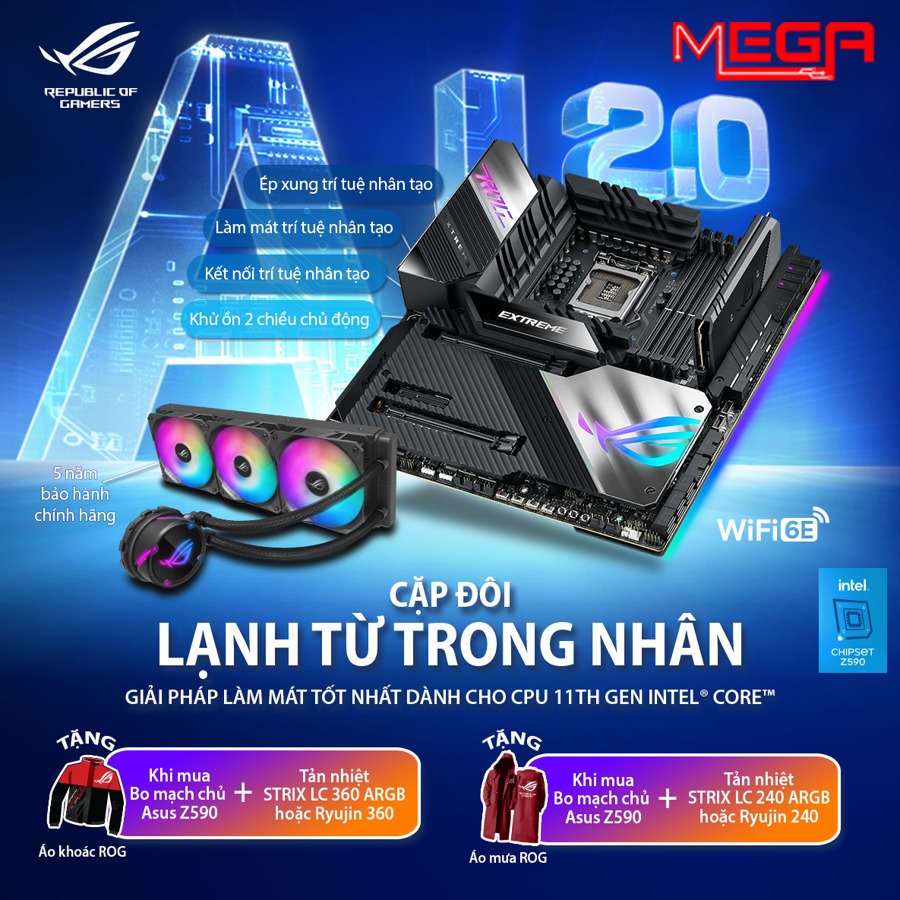 REPUBLIC OF
GAMERS
MEGA
AI 2.0
Ép xung trí tuệ nhân tạo
Làm mát trí tuệ nhân tạo
Kết nối trí tuệ nhân tạo
Khử ồn 2 chiều chủ động
EXTREME
5 năm
bảo hành
chính hãng
WiFi 6E
CẶP ĐÔI
LẠNH TỪ TRONG NHÂN
GIẢI PHÁP LÀM MÁT TỐT NHẤT DÀNH CHO CPU 11TH GEN INTEL® CORE™
intel.
CHIPSET
Z590
TẶNG
Khi mua
Bo mạch chủ
Asus Z590
+
Tản nhiệt
STRIX LC 360 ARGB
hoặc Ryujin 360
Áo khoác ROG
TẶNG
Khi mua
Bo mạch chủ
Asus Z590
+
Tản nhiệt
STRIX LC 240 ARGB
hoặc Ryujin 240
Áo mưa ROG